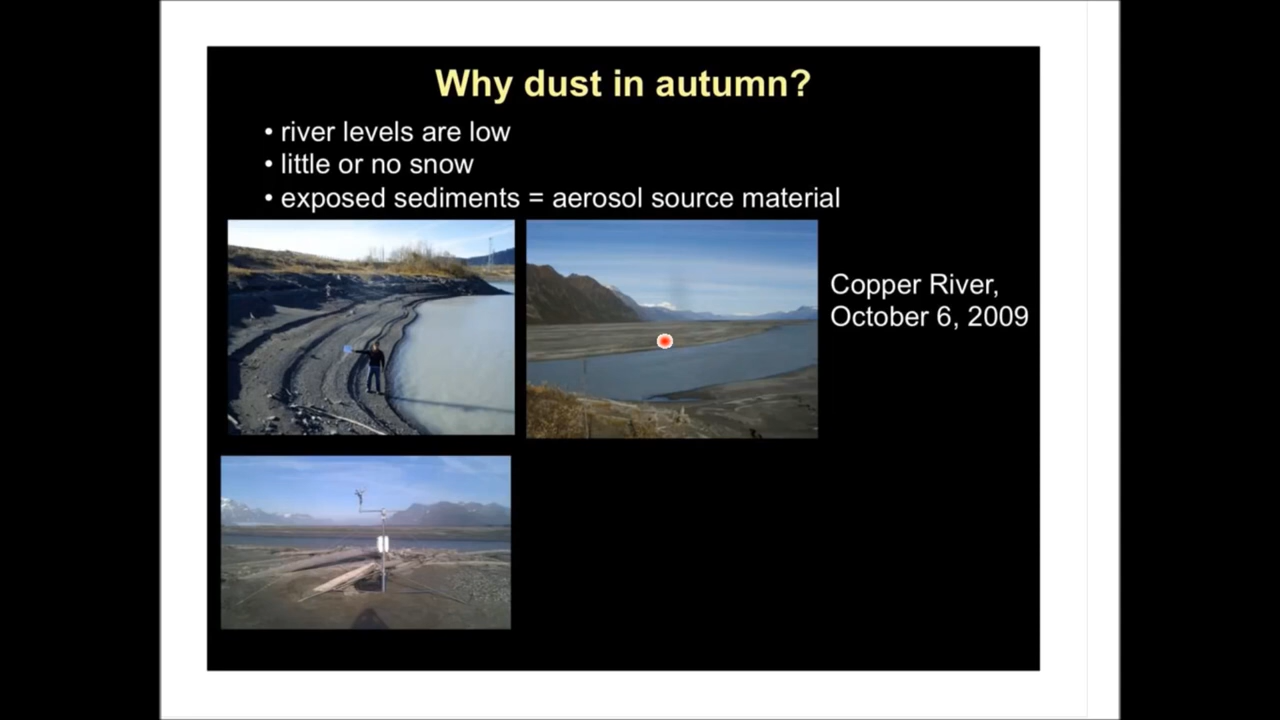 Why dust in autumn?
• river levels are low
• little or no snow
• exposed sediments = aerosol source material
Copper River,
October 6, 2009